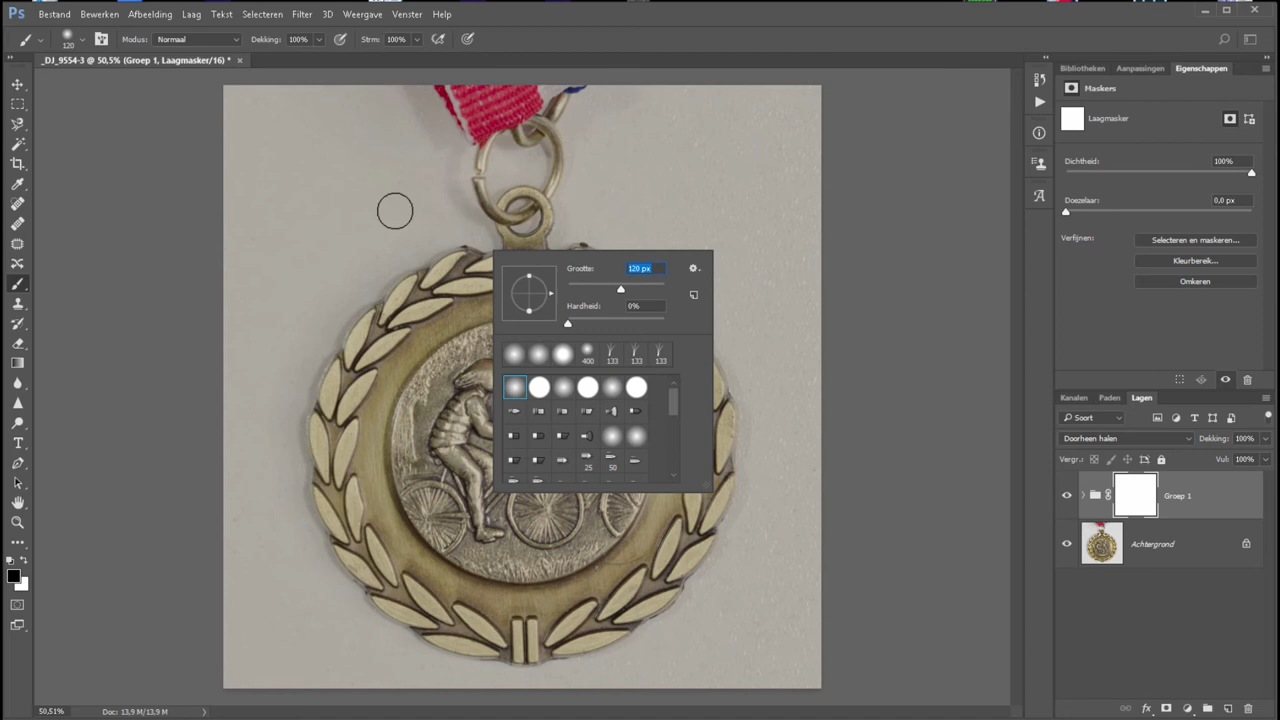 Ps Bestand Bewerken Afbeelding Laag Tekst Selecteren Filter 3D Weergave Venster Help
120 Modus: Normaal Dekking: 100% Strm: 100%
_DJ_9554-3 @ 50,5% (Groep 1, Laagmasker/16) * ×
Bibliotheken Aanpassingen Eigenschappen
Maskers
Laagmasker
Dichtheid: 100%
Doezelaar: 0,0 px
Verfijnen: Selecteren en maskeren...
Kleurbereik...
Omkeren
Grootte: 120 px
Hardheid: 0%
400 133 133 133
25 50
Kanalen Paden Lagen
Soort
Doorheen halen Dekking: 100%
Vergr.: Vul: 100%
Groep 1
Achtergrond
50,51% Doc: 13,9 M/13,9 M